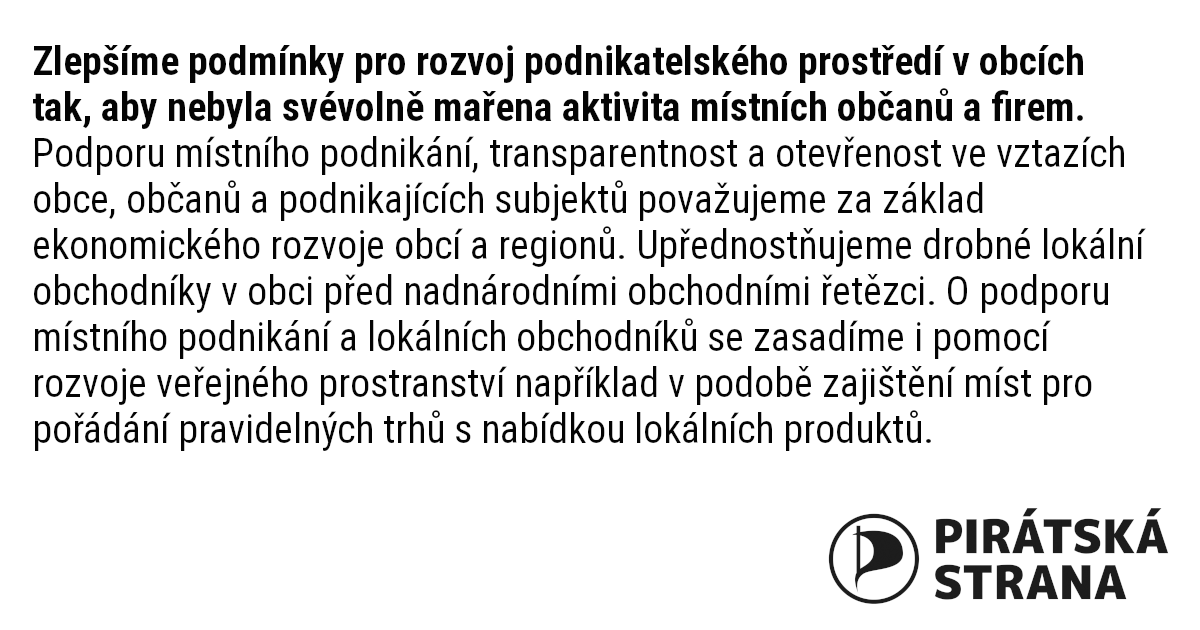 Zlepšíme podmínky pro rozvoj podnikatelského prostředí v obcích
tak, aby nebyla svévolně mařena aktivita místních občanů a firem.
Podporu místního podnikání, transparentnost a otevřenost ve vztazích
obce, občanů a podnikajících subjektů považujeme za základ
ekonomického rozvoje obcí a regionů. Upřednostňujeme drobné lokální
obchodníky v obci před nadnárodními obchodními řetězci. O podporu
místního podnikání a lokálních obchodníků se zasadíme i pomocí
rozvoje veřejného prostranství například v podobě zajištění míst pro
pořádání pravidelných trhů s nabídkou lokálních produktů.
PIRÁTSKÁ
STRANA